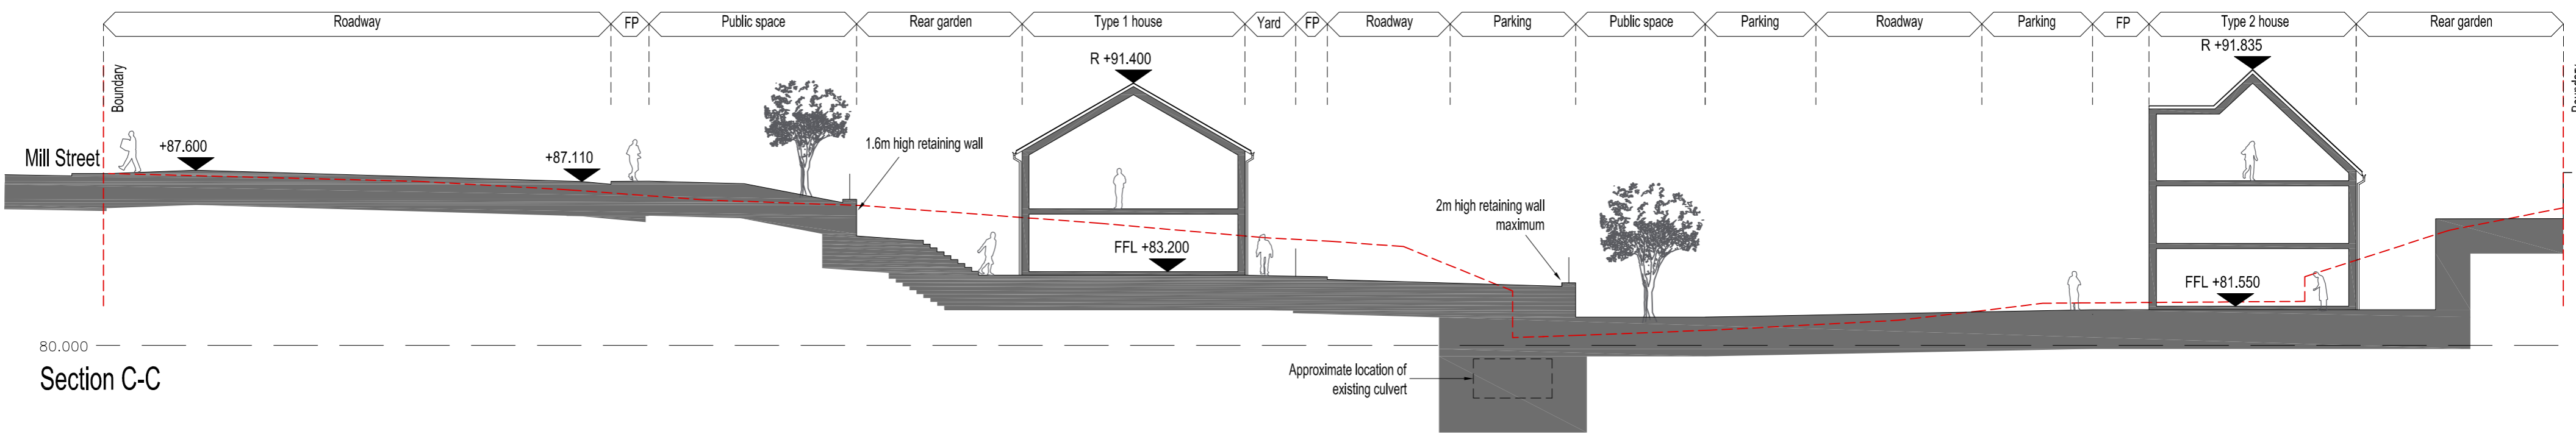 Roadway
FP
Public space
Rear garden
Type 1 house
Yard
FP
Roadway
Parking
Public space
Parking
Roadway
Parking
FP
Type 2 house
Rear garden
Boundary
R +91.400
R +91.835
Boundary
Mill Street
+87.600
+87.110
1.6m high retaining wall
2m high retaining wall
maximum
FFL +83.200
FFL +81.550
80.000
Section C-C
Approximate location of
existing culvert